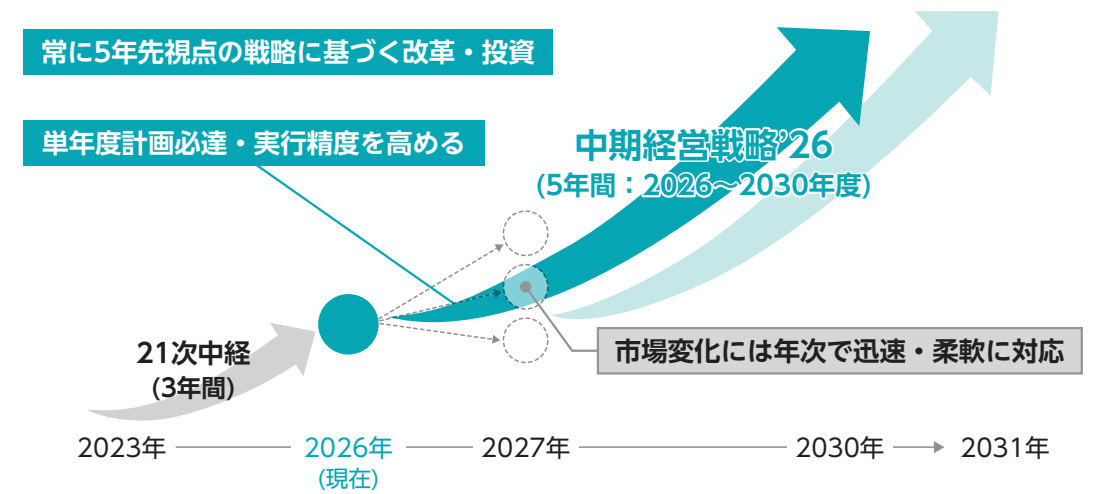 常に5年先視点の戦略に基づく改革・投資
単年度計画必達・実行精度を高める
中期経営戦略’26
(5年間：2026～2030年度)
市場変化には年次で迅速・柔軟に対応
21次中経
(3年間)
2023年
2026年
(現在)
2027年
2030年
2031年